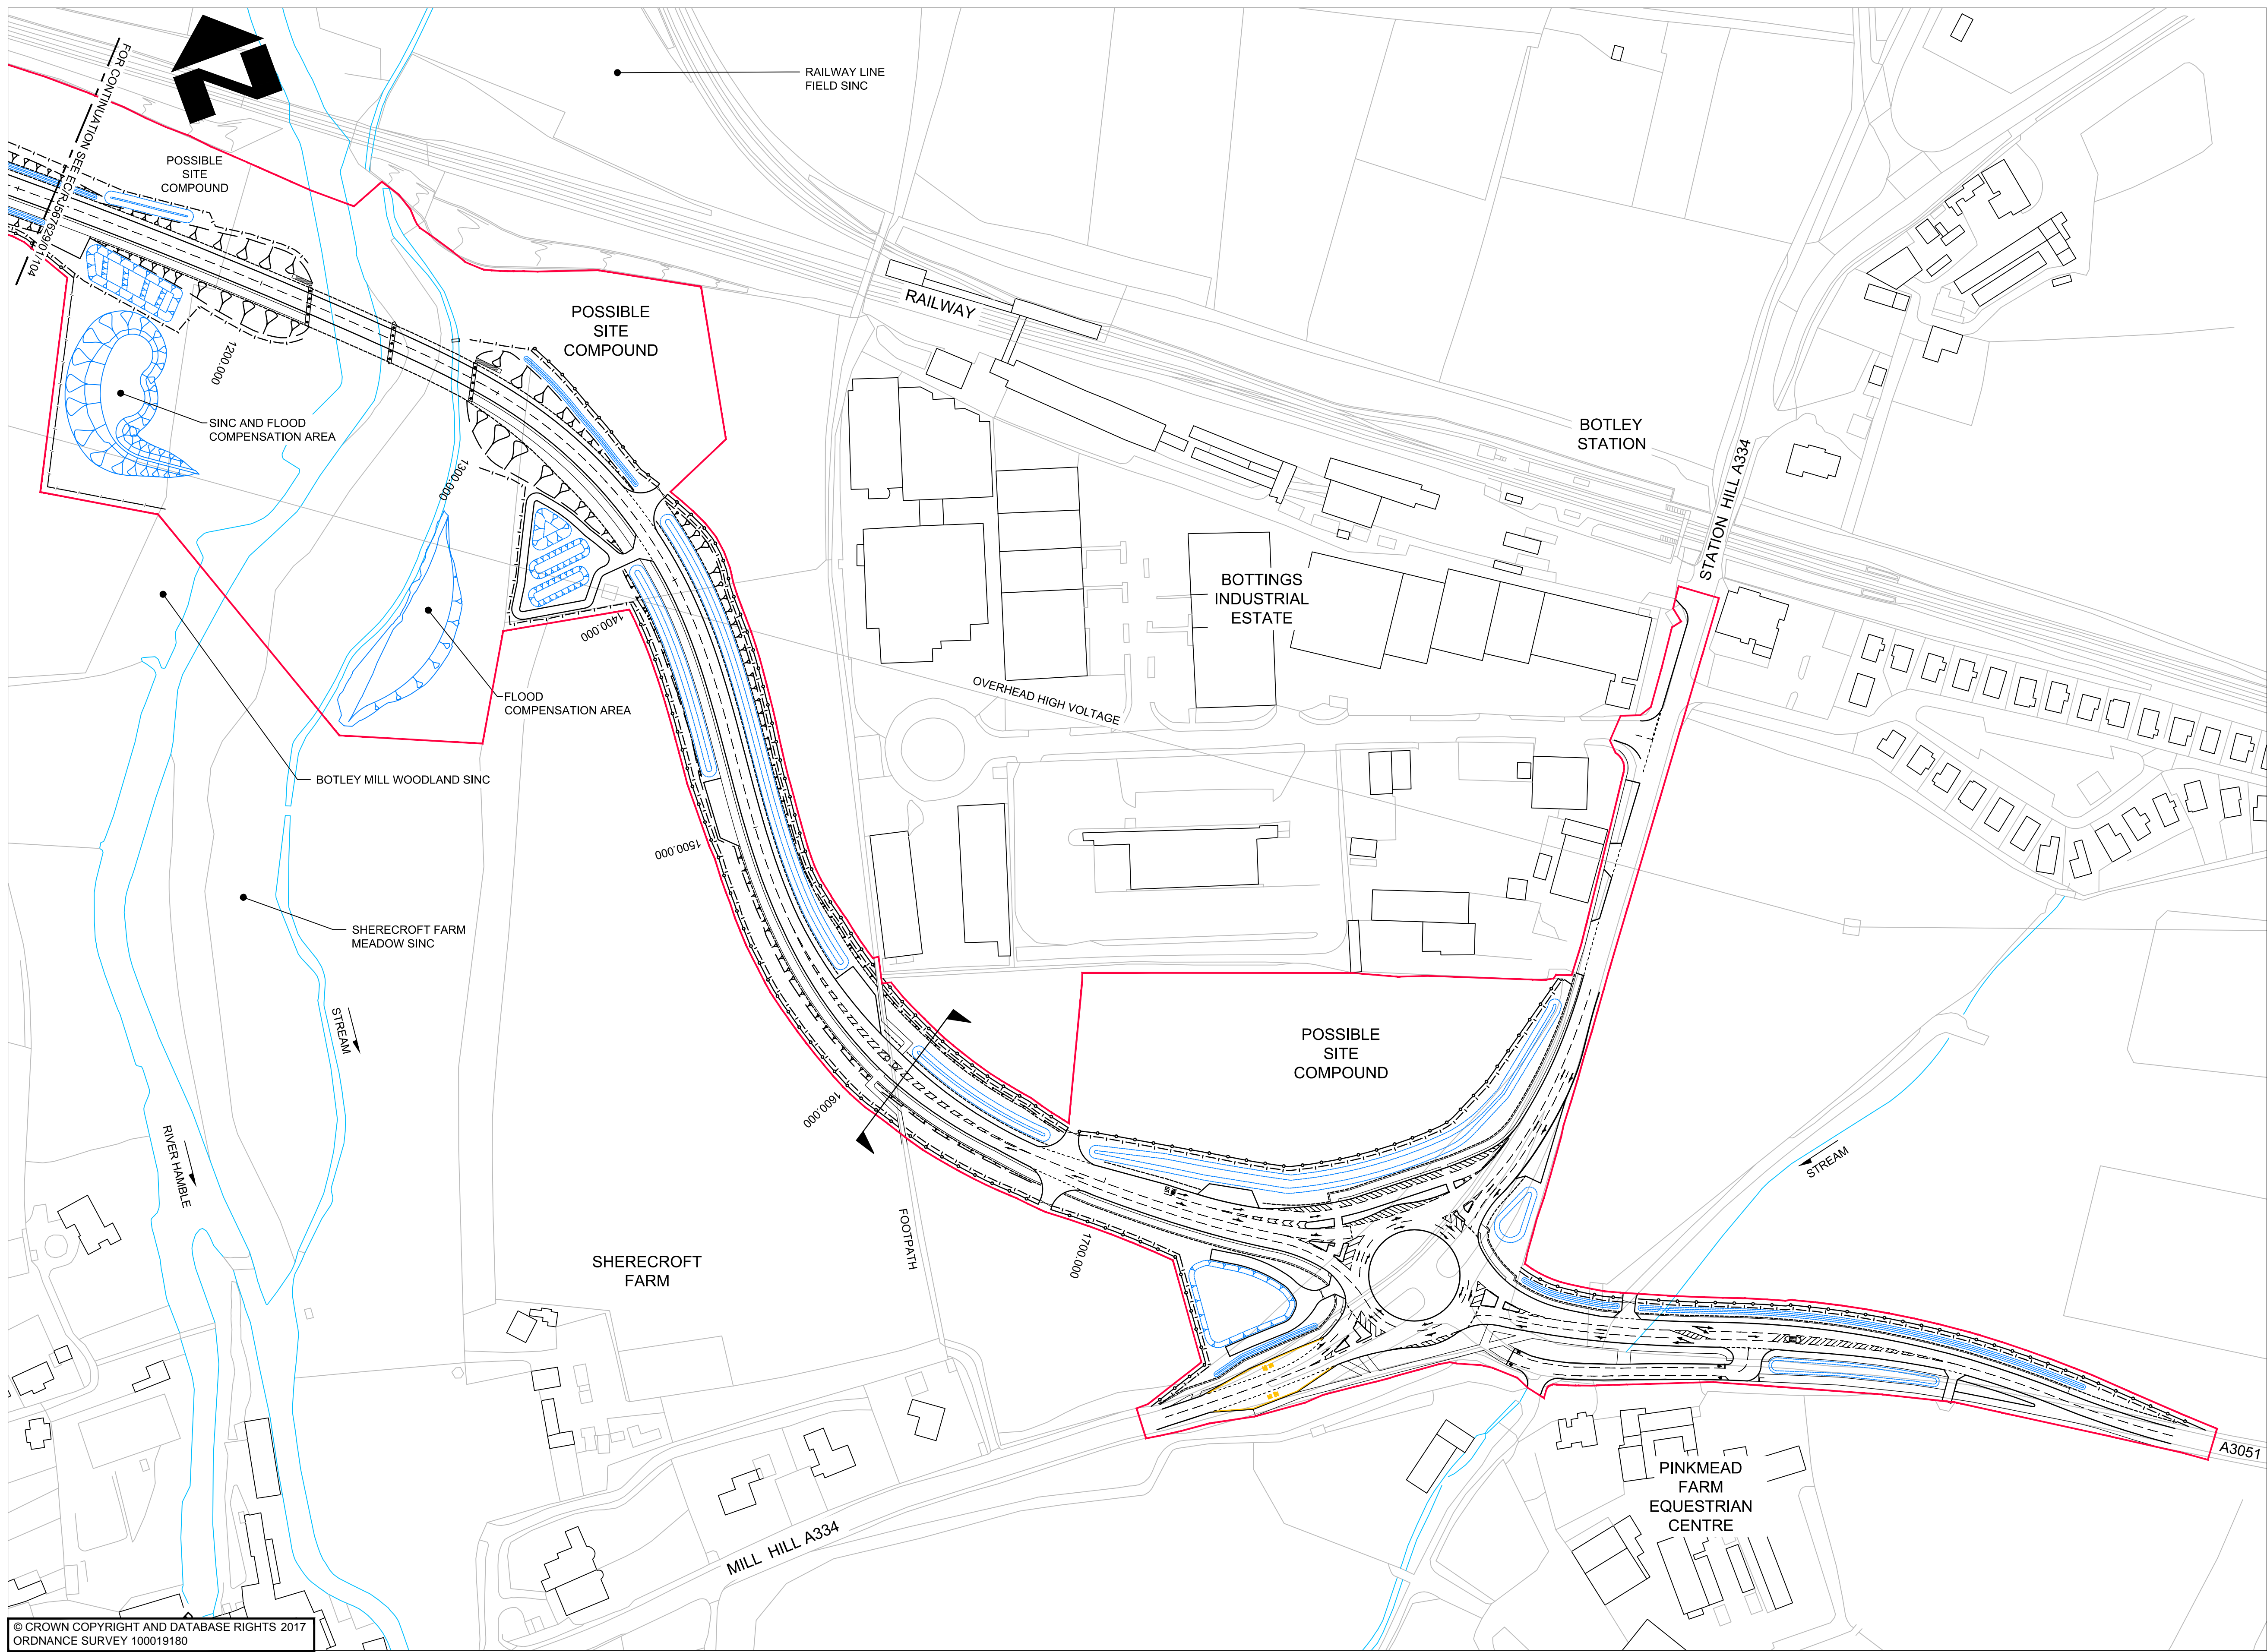 N
FOR CONTINUATION SEE EC/RJ567629/01/104
POSSIBLE
SITE
COMPOUND
RAILWAY LINE
FIELD SINC
POSSIBLE
SITE
COMPOUND
RAILWAY
1200.000
SINC AND FLOOD
COMPENSATION AREA
1300.000
BOTLEY
STATION
STATION HILL A334
BOTTINGS
INDUSTRIAL
ESTATE
1400.000
OVERHEAD HIGH VOLTAGE
FLOOD
COMPENSATION AREA
BOTLEY MILL WOODLAND SINC
1500.000
SHERECROFT FARM
MEADOW SINC
STREAM
POSSIBLE
SITE
COMPOUND
1600.000
RIVER HAMBLE
STREAM
FOOTPATH
1700.000
SHERECROFT
FARM
A3051
PINKMEAD
FARM
EQUESTRIAN
CENTRE
MILL HILL A334
© CROWN COPYRIGHT AND DATABASE RIGHTS 2017
ORDNANCE SURVEY 100019180